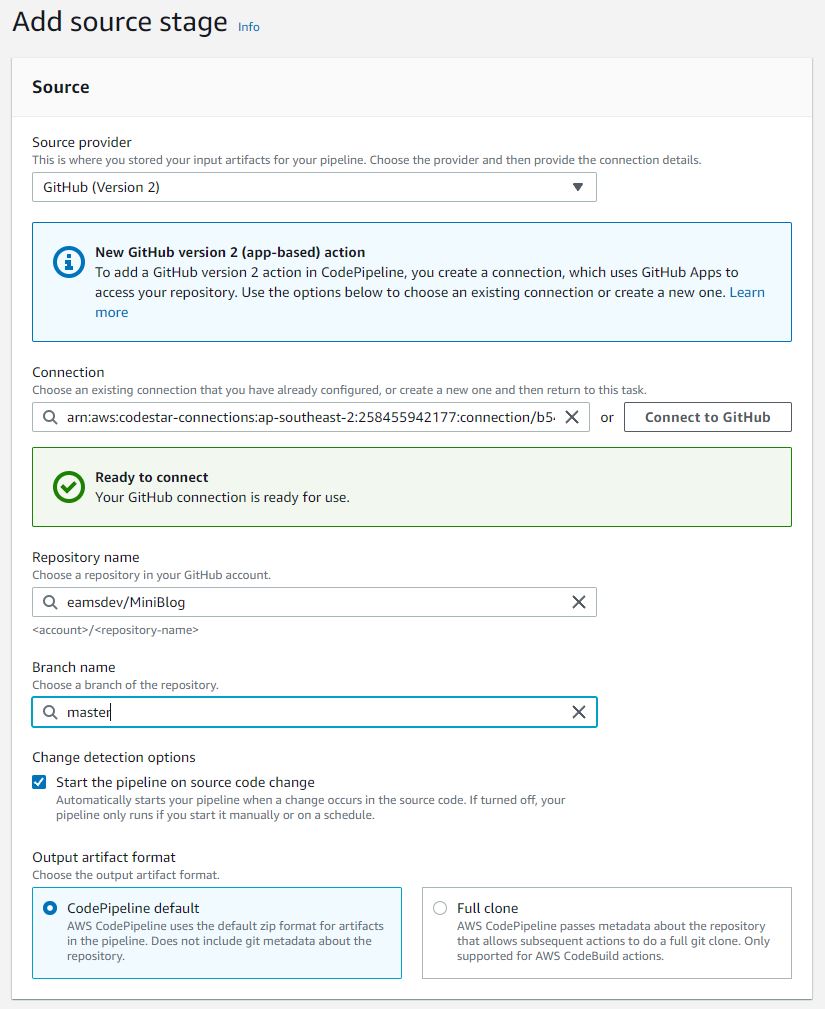 Add source stage Info
Source
Source provider
This is where you stored your input artifacts for your pipeline. Choose the provider and then provide the connection details.
GitHub (Version 2)
New GitHub version 2 (app-based) action
To add a GitHub version 2 action in CodePipeline, you create a connection, which uses GitHub Apps to
access your repository. Use the options below to choose an existing connection or create a new one. Learn
more
Connection
Choose an existing connection that you have already configured, or create a new one and then return to this task.
arn:aws:codestar-connections:ap-southeast-2:258455942177:connection/b54 or Connect to GitHub
Ready to connect
Your GitHub connection is ready for use.
Repository name
Choose a repository in your GitHub account.
eamsdev/MiniBlog
<account>/<repository-name>
Branch name
Choose a branch of the repository.
master
Change detection options
Start the pipeline on source code change
Automatically starts your pipeline when a change occurs in the source code. If turned off, your
pipeline only runs if you start it manually or on a schedule.
Output artifact format
Choose the output artifact format.
CodePipeline default
AWS CodePipeline uses the default zip format for artifacts
in the pipeline. Does not include git metadata about the
repository.
Full clone
AWS CodePipeline passes metadata about the repository
that allows subsequent actions to do a full git clone. Only
supported for AWS CodeBuild actions.